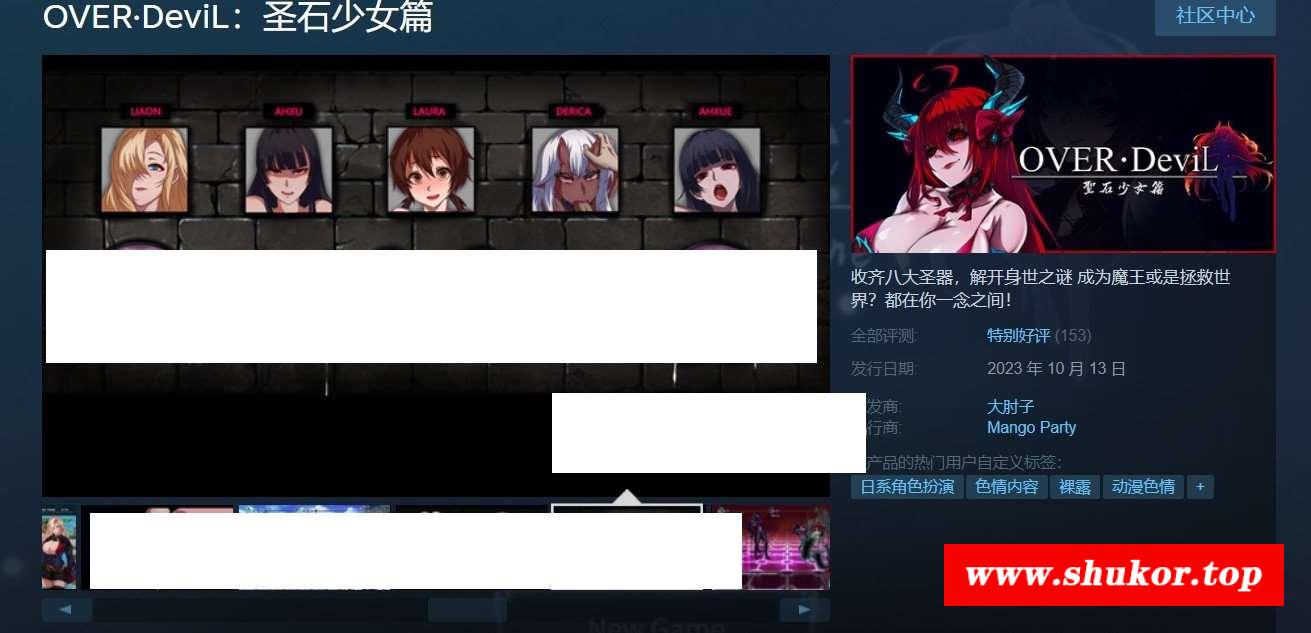 OVER·DeviL：圣石少女篇
社区中心
LIAON
AHXU
LAURA
DERICA
AHXUE
OVER·DeviL
聖石少女篇
收齐八大圣器，解开身世之谜 成为魔王或是拯救世
界？都在你一念之间！
全部评测: 特别好评 (153)
发行日期: 2023 年 10 月 13 日
发商: 大肘子
行商: Mango Party
产品的热门用户自定义标签:
日系角色扮演 色情内容 裸露 动漫色情 +
www.shukor.top
New Game